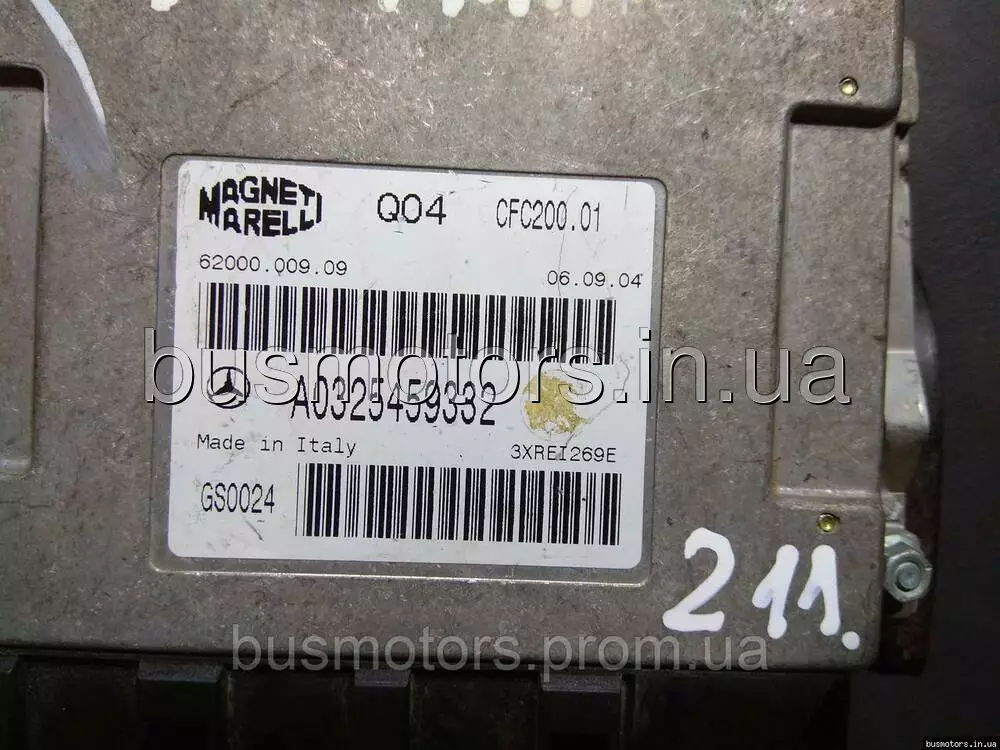 MAGNETI MARELLI Q04 CFC200.01
62000.009.09 06.09.04
busmotors.in.ua
A0325459332
Made in Italy 3XREI269E
GS0024
211.
busmotors.prom.ua
busmotors.in.ua